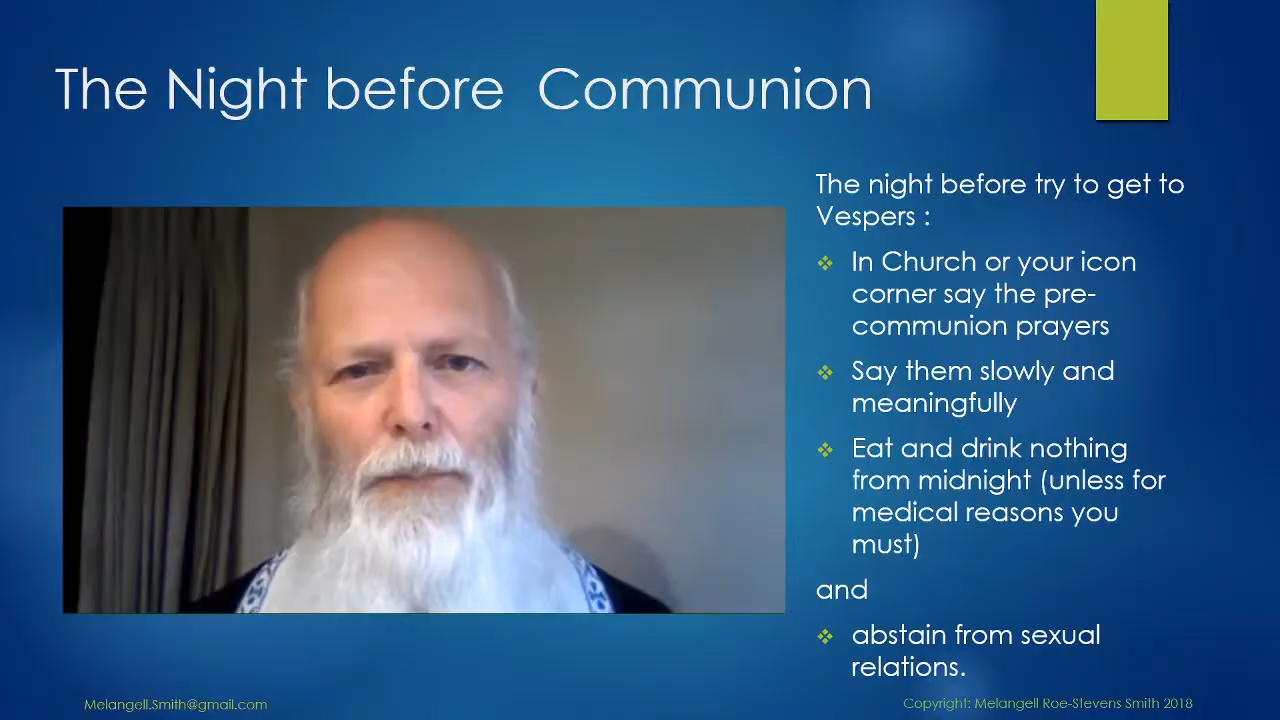 The Night before Communion
The night before try to get to
Vespers :
In Church or your icon
corner say the pre-
communion prayers
Say them slowly and
meaningfully
Eat and drink nothing
from midnight (unless for
medical reasons you
must)
and
abstain from sexual
relations.
Melangell.Smith@gmail.com
Copyright: Melangell Roe-Stevens Smith 2018